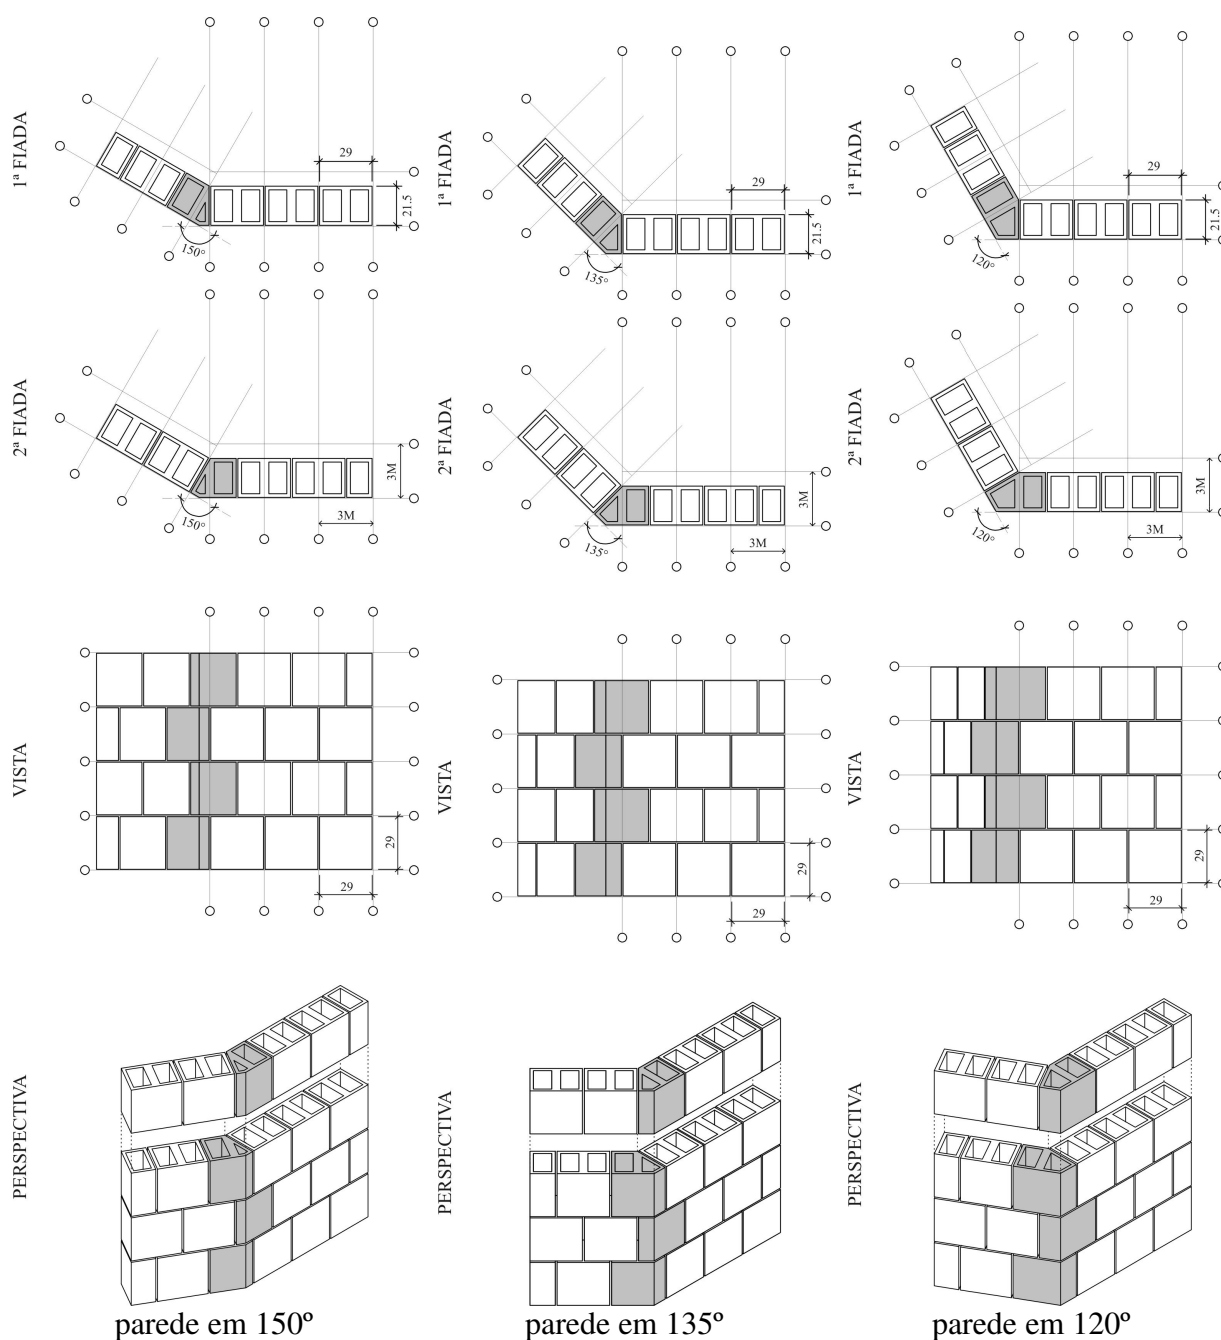 1ª FIADA
29
21.5
150°
1ª FIADA
29
21.5
135°
1ª FIADA
29
21.5
120°
2ª FIADA
3M
3M
150°
2ª FIADA
3M
3M
135°
2ª FIADA
3M
3M
120°
VISTA
29
29
VISTA
29
29
VISTA
29
29
PERSPECTIVA
PERSPECTIVA
PERSPECTIVA
parede em 150º
parede em 135º
parede em 120º